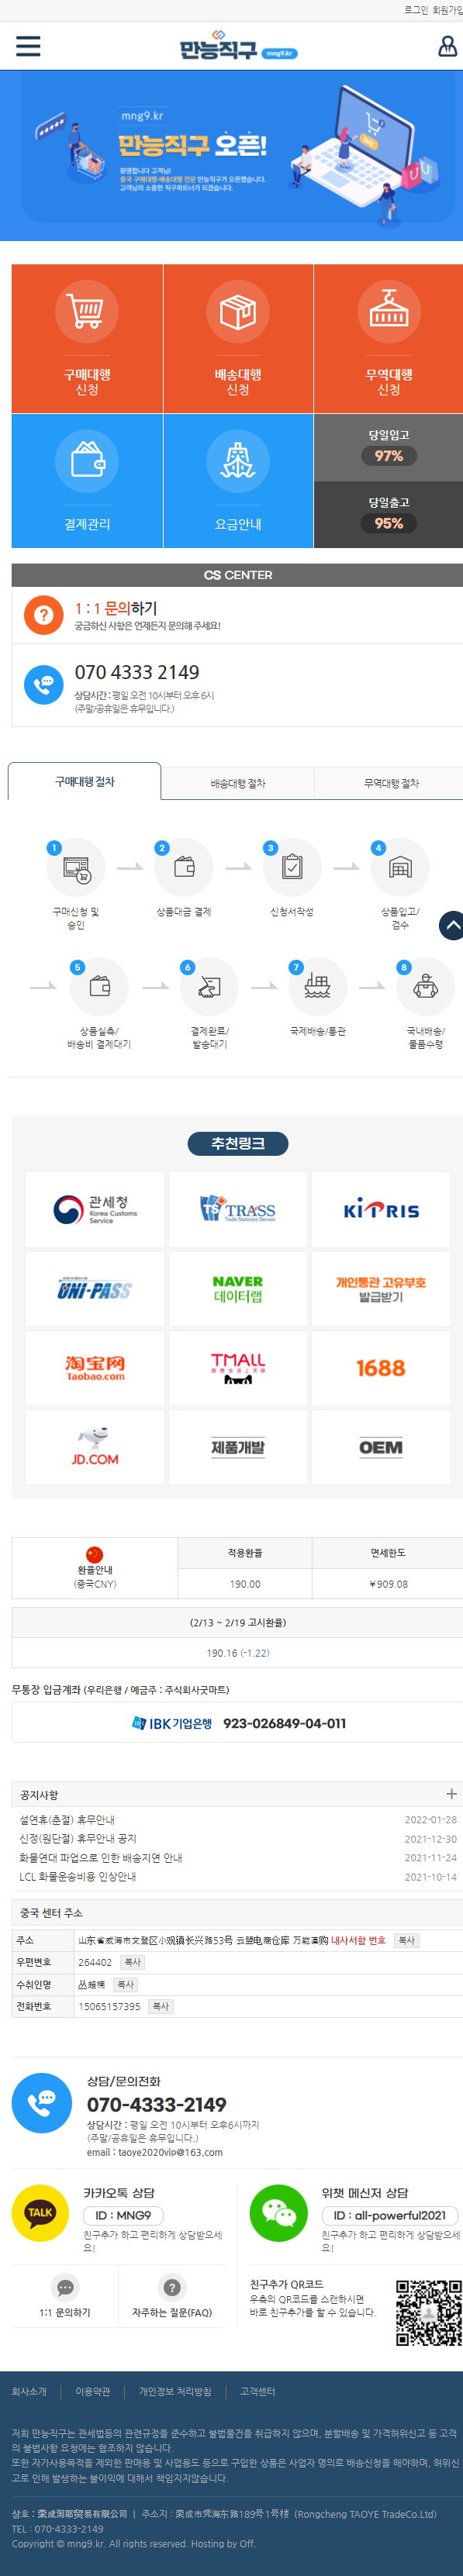 로그인 회원가입
만능직구 mng9.kr
mng9.kr
만능직구 오픈!
환영합니다 고객님!
중국 구매대행·배송대행 전문 만능직구가 오픈했습니다.
고객님의 소중한 직구파트너가 되겠습니다.
구매대행
신청
배송대행
신청
무역대행
신청
결제관리
요금안내
당일입고
97%
당일출고
95%
CS CENTER
1 : 1 문의하기
궁금하신 사항은 언제든지 문의해 주세요!
070 4333 2149
상담시간 : 평일 오전 10시부터 오후 6시
(주말/공휴일은 휴무입니다.)
구매대행 절차
배송대행 절차
무역대행 절차
1
2
3
4
구매신청 및
승인
상품대금 결제
신청서작성
상품입고/
검수
5
6
7
8
상품실측/
배송비 결제대기
결제완료/
발송대기
국제배송/통관
국내배송/
물품수령
추천링크
관세청
Korea Customs
Service
TS TRASS
Trade Statistics Service
KIPRIS
UNI-PASS
NAVER
데이터랩
개인통관 고유부호
발급받기
淘宝网
Taobao.com
TMALL
1688
JD.COM
제품개발
OEM
환율안내
(중국CNY)
적용환율
면세한도
190.00
￥909.08
(2/13 ~ 2/19 고시환율)
190.16 (-1.22)
무통장 입금계좌 (우리은행 / 예금주 : 주식회사굿마트)
IBK기업은행 923-026849-04-011
공지사항
설연휴(춘절) 휴무안내 2022-01-28
신정(원단절) 휴무안내 공지 2021-12-30
화물연대 파업으로 인한 배송지연 안내 2021-11-24
LCL 화물운송비용 인상안내 2021-10-14
중국 센터 주소
주소 山东省威海市文登区小观镇长兴路53号 云盟电商仓库 万能直购 내사서함 번호 복사
우편번호 264402 복사
수취인명 복사
전화번호 15065157395 복사
상담/문의전화
070-4333-2149
상담시간 : 평일 오전 10시부터 오후6시까지
(주말/공휴일은 휴무입니다.)
email : taoye2020vip@163,com
TALK
카카오톡 상담
ID : MNG9
친구추가 하고 편리하게 상담받으세
요!
위챗 메신저 상담
ID : all-powerful2021
친구추가 하고 편리하게 상담받으세
요!
1:1 문의하기
자주하는 질문(FAQ)
친구추가 QR코드
우측의 QR코드를 스캔하시면
바로 친구추가를 할 수 있습니다.
회사소개 이용약관 개인정보 처리방침 고객센터
저희 만능직구는 관세법등의 관련규정을 준수하고 불법물건을 취급하지 않으며, 분할배송 및 가격허위신고 등 고객
의 불법사항 요청에는 협조하지 않습니다.
또한 자가사용목적을 제외한 판매용 및 사업용도 등으로 구입한 상품은 사업자 명의로 배송신청을 해야하며, 허위신
고로 인해 발생하는 불이익에 대해서 책임지지않습니다.
상호 : 荣成淘耶贸易有限公司 | 주소지 : 荣成市凭海东路189号1号楼 (Rongcheng TAOYE TradeCo.Ltd)
TEL : 070-4333-2149
Copyright © mng9.kr. All rights reserved. Hosting by Off.